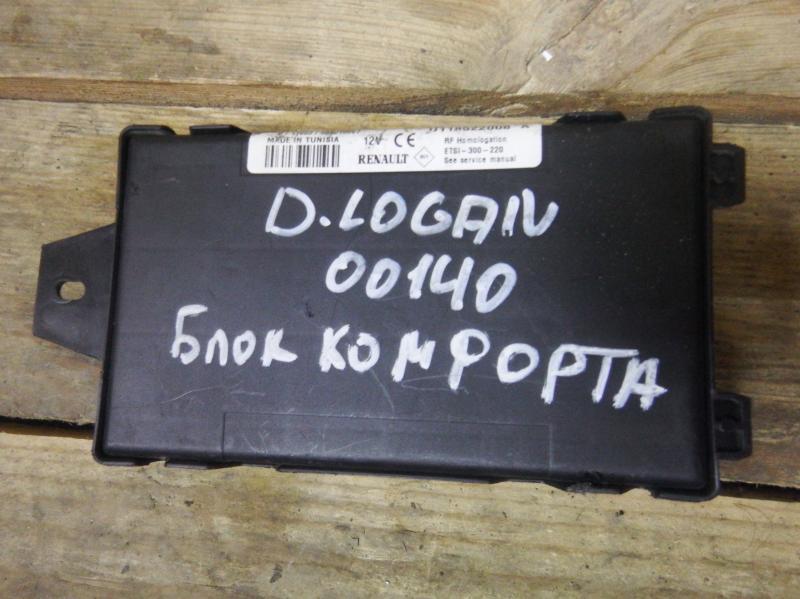 MADE IN TUNISIA 12V CE RF Homologation
ETSI-300-220
RENAULT See service manual
D.LOGAN
00140
Блок КОМФОРТА